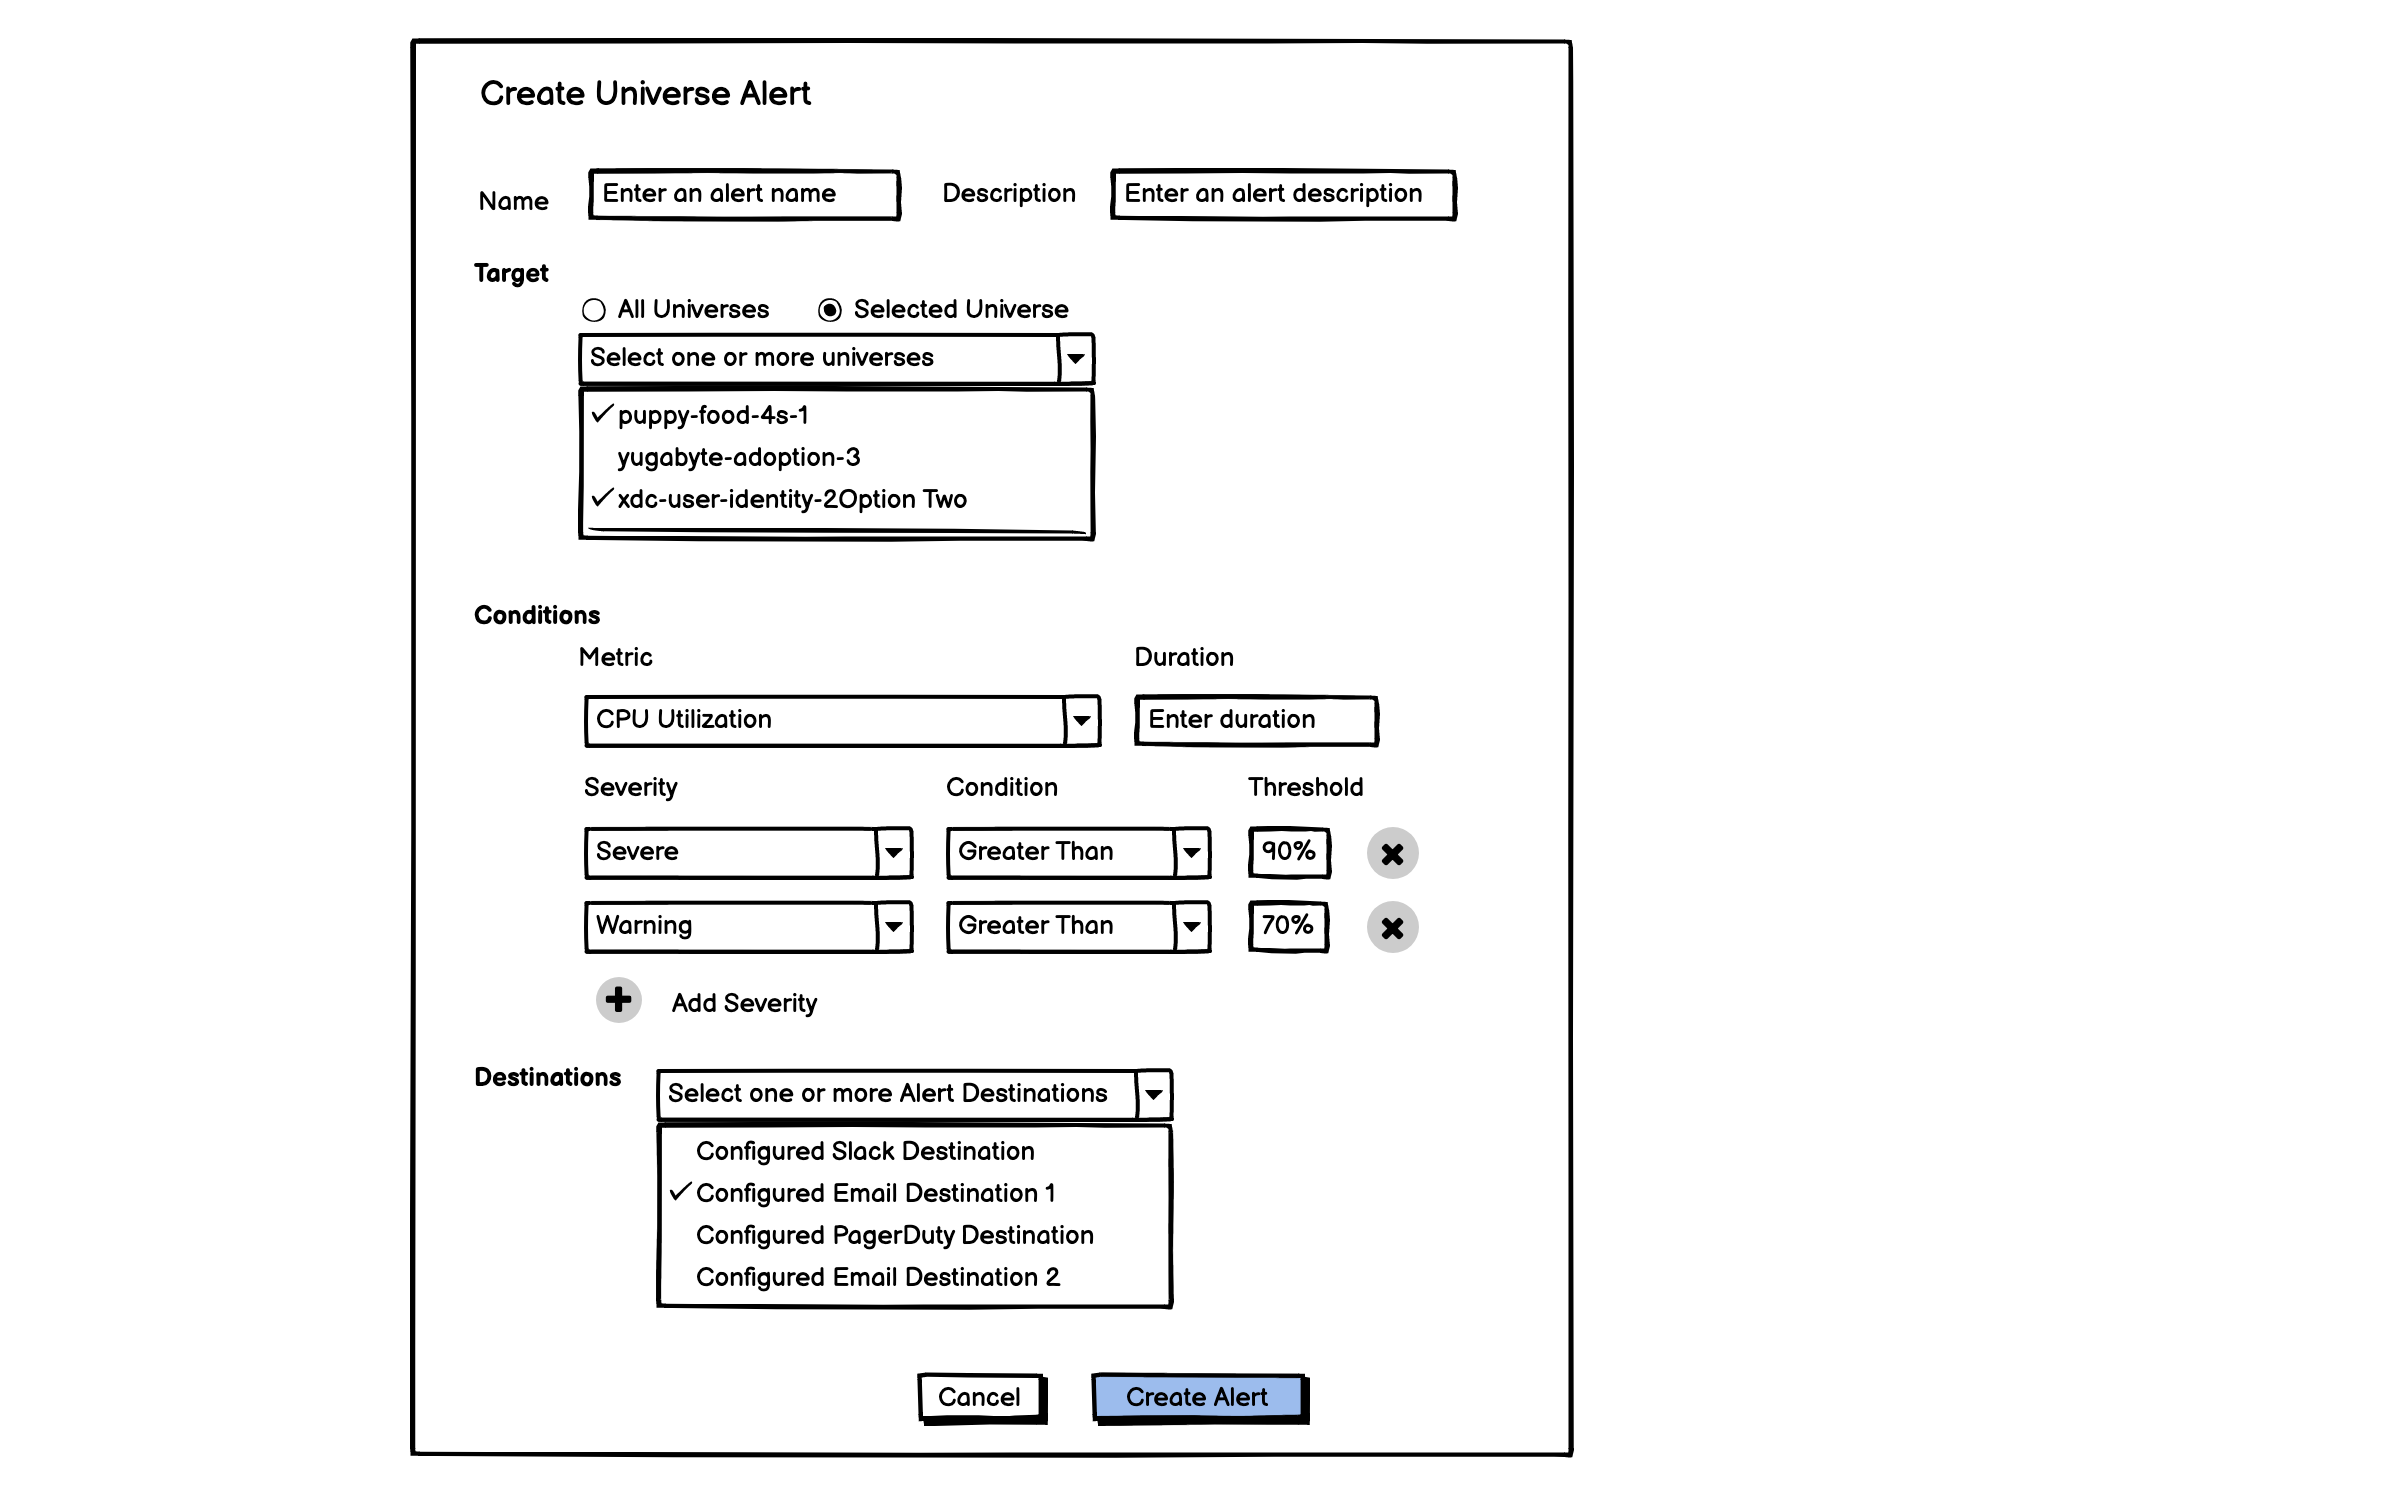 Create Universe Alert
Name Enter an alert name Description Enter an alert description
Target
All Universes Selected Universe
Select one or more universes
puppy-food-4s-1
yugabyte-adoption-3
xdc-user-identity-2Option Two
Conditions
Metric Duration
CPU Utilization Enter duration
Severity Condition Threshold
Severe Greater Than 90%
Warning Greater Than 70%
Add Severity
Destinations Select one or more Alert Destinations
Configured Slack Destination
Configured Email Destination 1
Configured PagerDuty Destination
Configured Email Destination 2
Cancel Create Alert